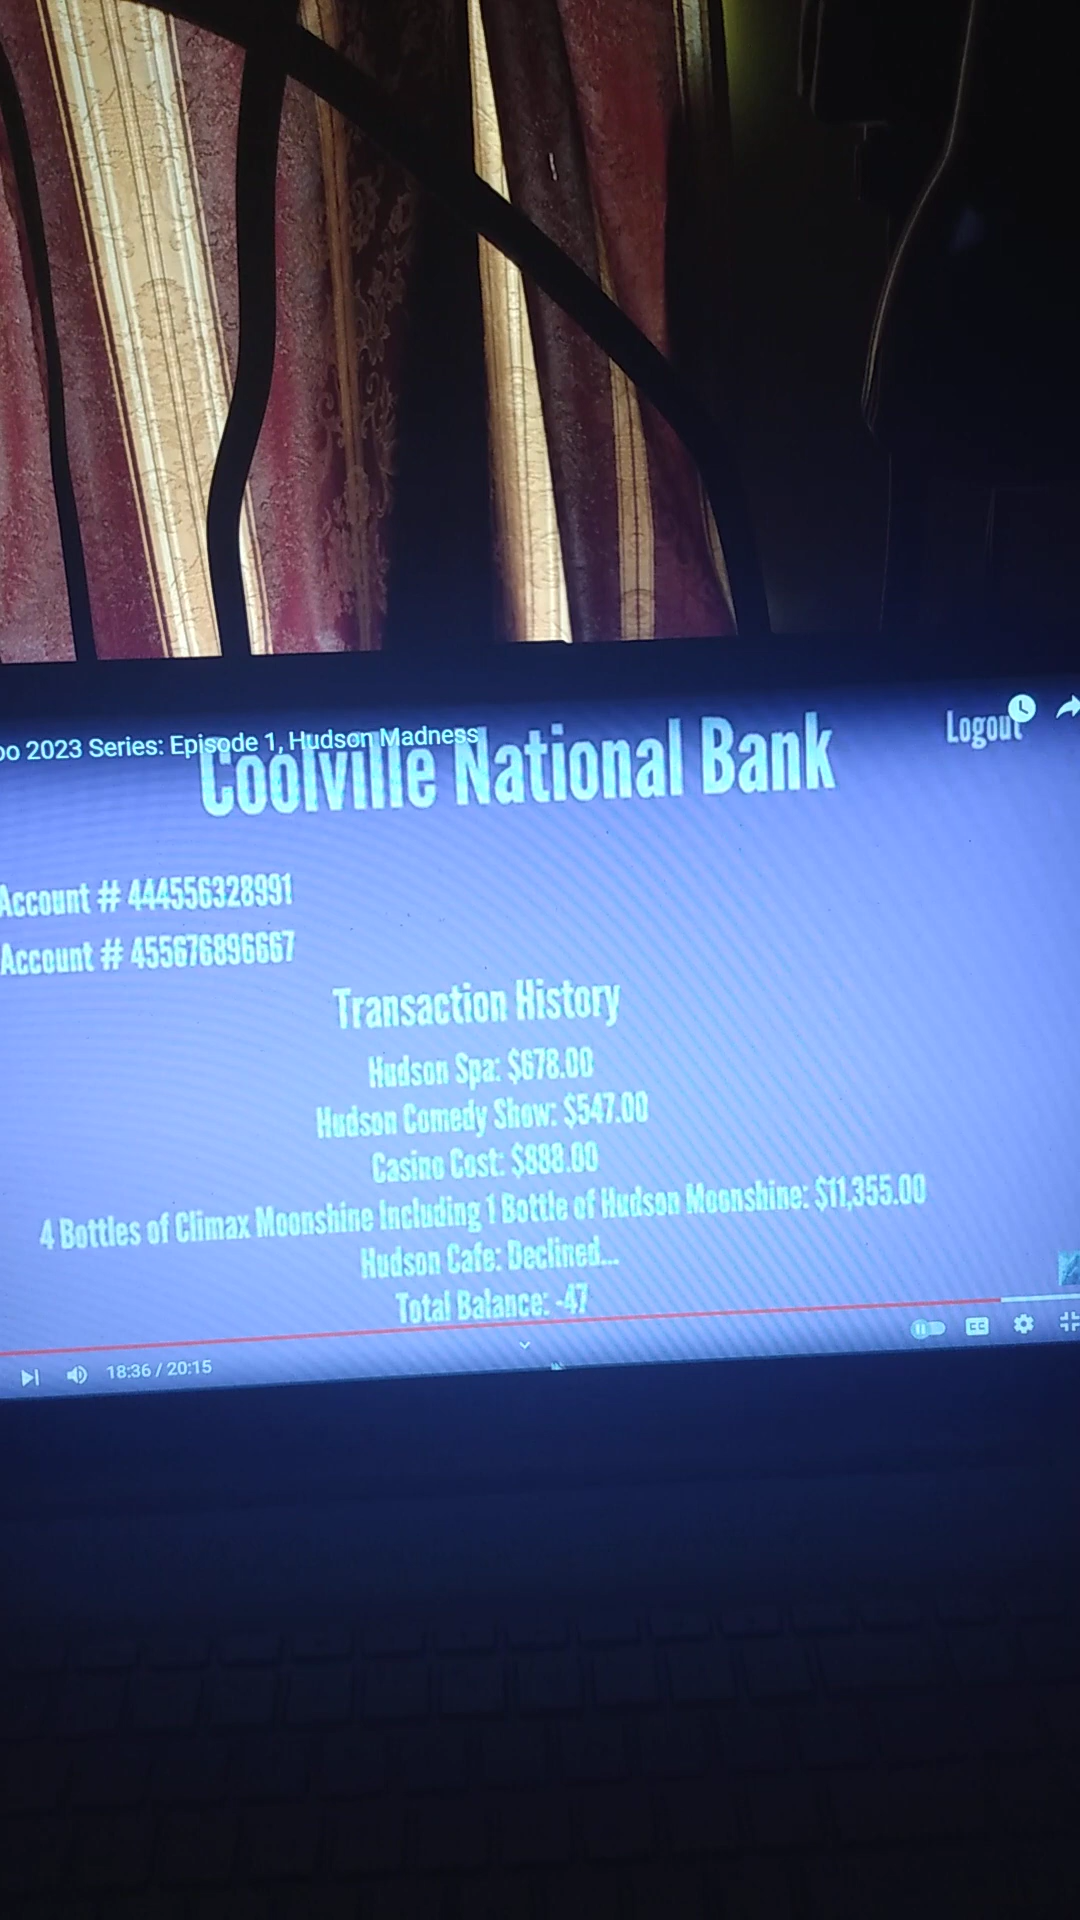 2023 Series: Episode 1, Hudson Madness
Logout
Coolville National Bank
Account # 444556328991
Account # 455676896667
Transaction History
Hudson Spa: $678.00
Hudson Comedy Show: $547.00
Casino Cost: $888.00
4 Bottles of Climax Moonshine Including 1 Bottle of Hudson Moonshine: $11,355.00
Hudson Cafe: Declined...
Total Balance: -47
CC
18:36 / 20:15